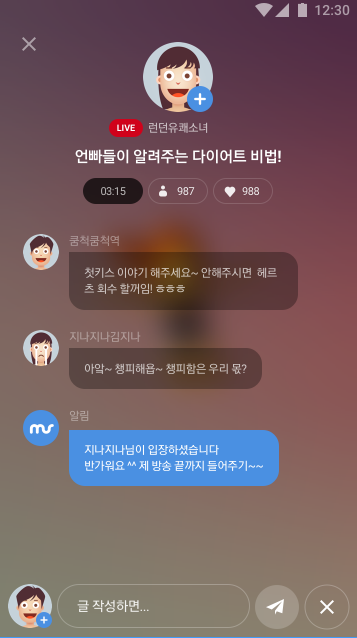 12:30
LIVE 런던유쾌소녀
언빠들이 알려주는 다이어트 비법!
03:15 987 988
쿰척쿰척역
첫키스 이야기 해주세요~ 안해주시면 헤르
츠 회수 할꺼임! ㅎㅎㅎ
지나지나김지나
아앜~ 챙피해욥~ 챙피함은 우리 몫?
알림
지나지나님이 입장하셨습니다
반가워요 ^^ 제 방송 끝까지 들어주기~~
글 작성하면...